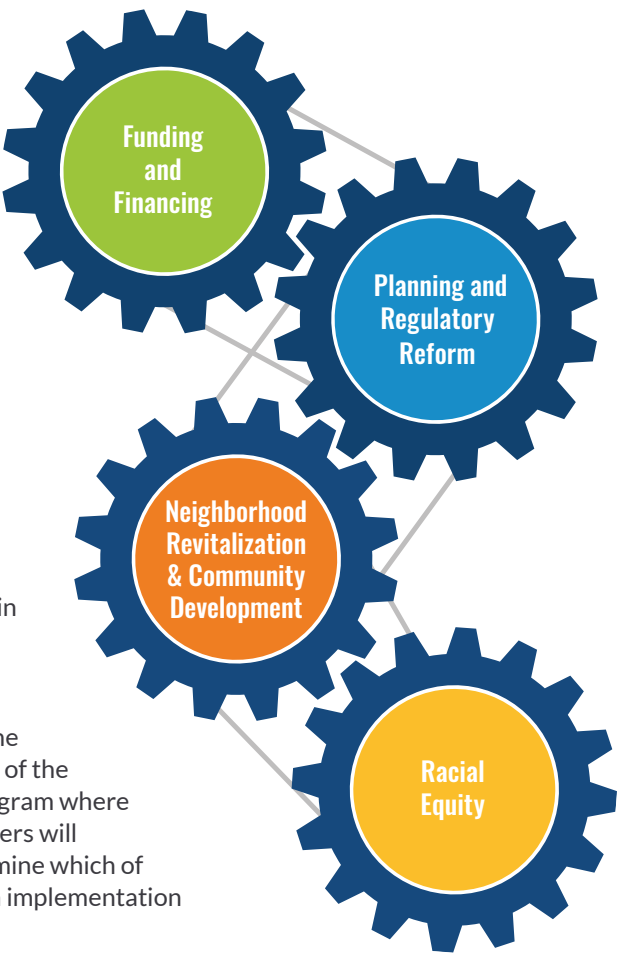 Funding
and
Financing
Planning and
Regulatory
Reform
Neighborhood
Revitalization
& Community
Development
in
of the
gram where
ers will
mine which of
implementation
Racial
Equity